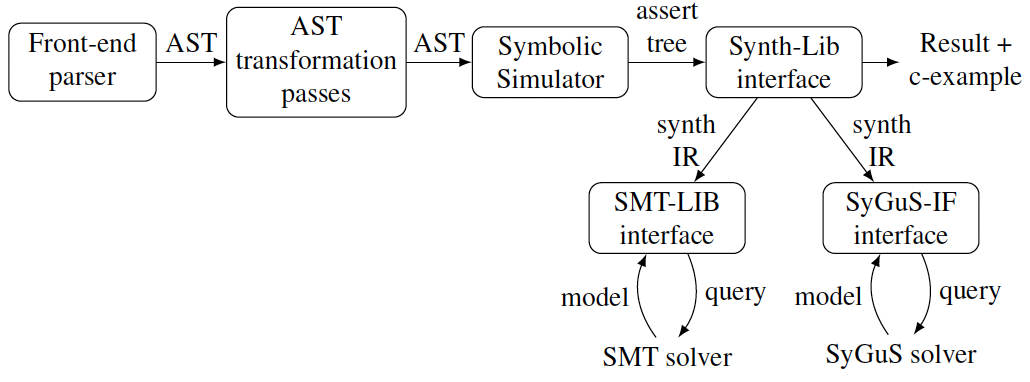 Front-end
parser
AST
AST
transformation
passes
AST
Symbolic
Simulator
assert
tree
Synth-Lib
interface
Result +
c-example
synth
IR
synth
IR
SMT-LIB
interface
SyGuS-IF
interface
model
query
model
query
SMT solver
SyGuS solver